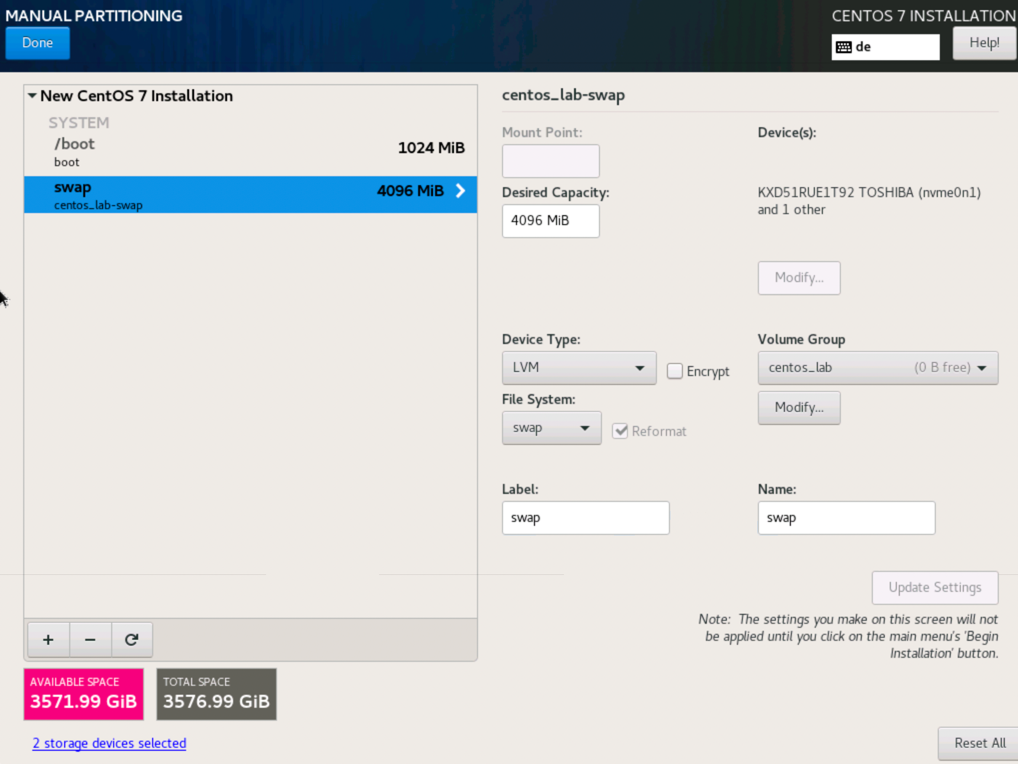 MANUAL PARTITIONING
CENTOS 7 INSTALLATION
Done
de
Help!
New CentOS 7 Installation
SYSTEM
/boot
1024 MiB
boot
swap
4096 MiB
centos_lab-swap
centos_lab-swap
Mount Point:
Device(s):
Desired Capacity:
KXD51RUE1T92 TOSHIBA (nvme0n1)
and 1 other
4096 MiB
Modify...
Device Type:
Volume Group
LVM
Encrypt
centos_lab
(0 B free)
File System:
Modify...
swap
Reformat
Label:
Name:
swap
swap
Update Settings
Note: The settings you make on this screen will not
be applied until you click on the main menu's 'Begin
Installation' button.
+
−
AVAILABLE SPACE
3571.99 GiB
TOTAL SPACE
3576.99 GiB
2 storage devices selected
Reset All